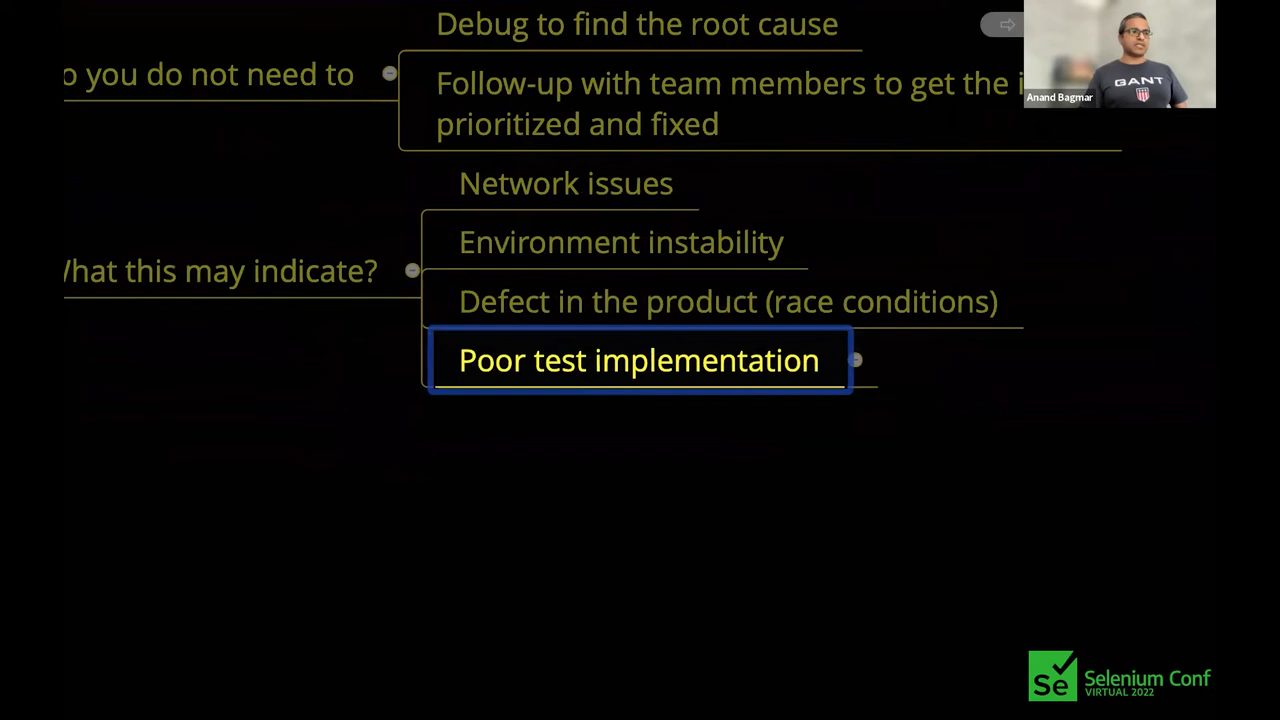 Debug to find the root cause
o you do not need to
Follow-up with team members to get the
prioritized and fixed
Network issues
Environment instability
What this may indicate?
Defect in the product (race conditions)
Poor test implementation
GANT
Anand Bagmar
Se
Selenium Conf
VIRTUAL 2022